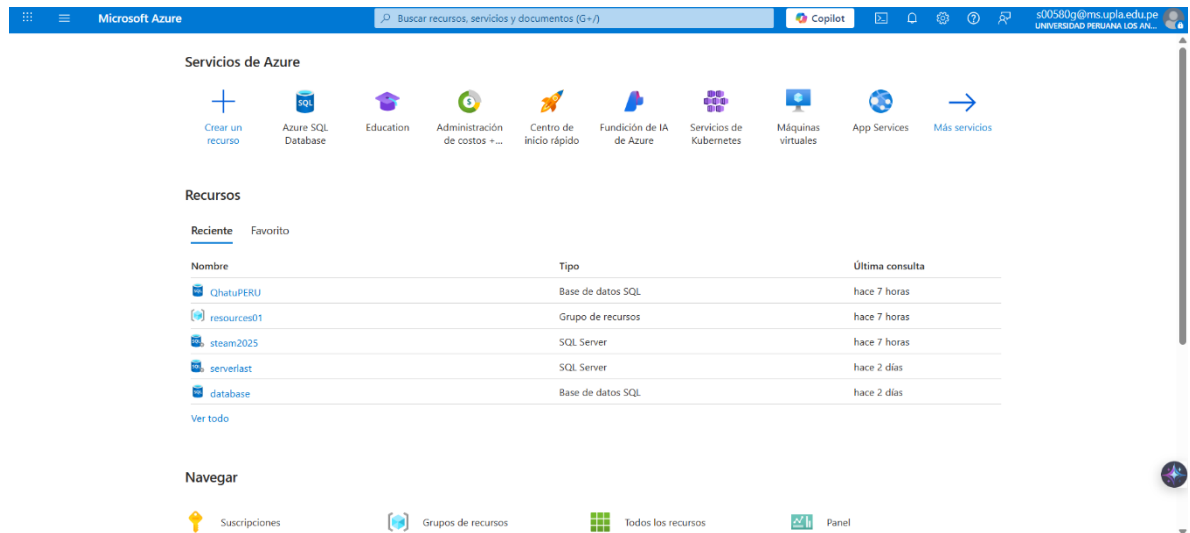 Microsoft Azure
Buscar recursos, servicios y documentos (G+/)
Copilot
s00580g@ms.upla.edu.pe
UNIVERSIDAD PERUANA LOS AN...
Servicios de Azure
Crear un recurso
Azure SQL Database
Education
Administración de costos +...
Centro de inicio rápido
Fundición de IA de Azure
Servicios de Kubernetes
Máquinas virtuales
App Services
Más servicios
Recursos
Reciente Favorito
Nombre Tipo Última consulta
QhatuPERU Base de datos SQL hace 7 horas
resources01 Grupo de recursos hace 7 horas
steam2025 SQL Server hace 7 horas
serverlast SQL Server hace 2 días
database Base de datos SQL hace 2 días
Ver todo
Navegar
Suscripciones Grupos de recursos Todos los recursos Panel